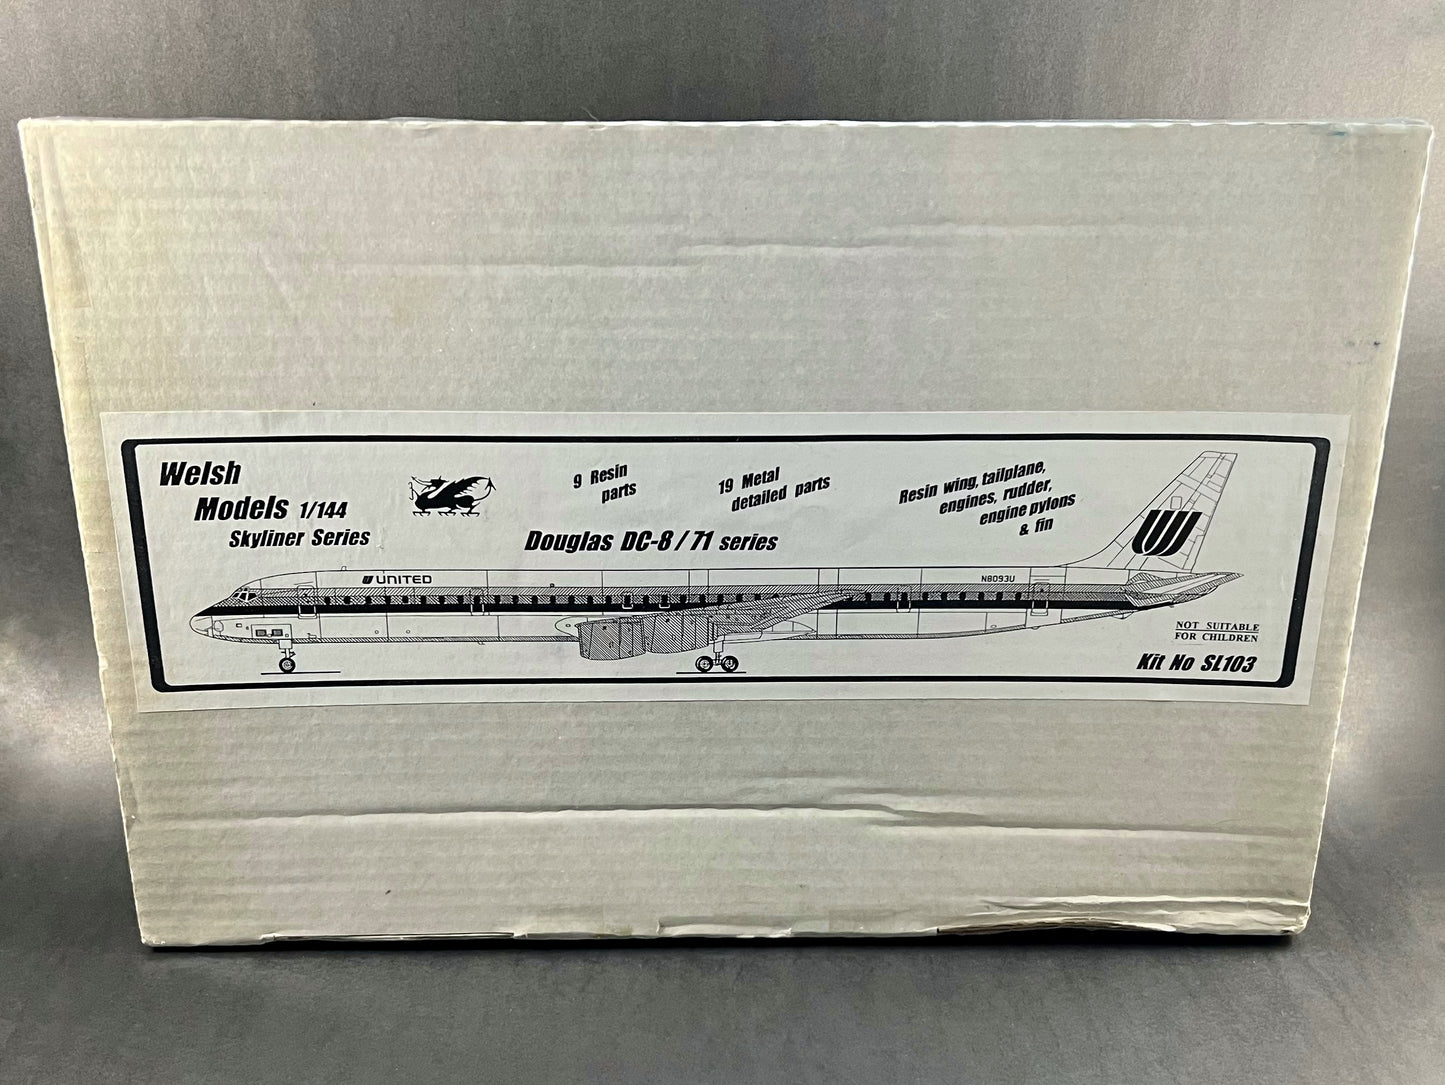 Welsh
Models 1/144
Skyliner Series
9 Resin
parts
19 Metal
detailed parts
Resin wing, tailplane,
engines, rudder,
engine pylons
& fin
Douglas DC-8 / 71 series
UNITED
N8093U
NOT SUITABLE
FOR CHILDREN
Kit No SL103